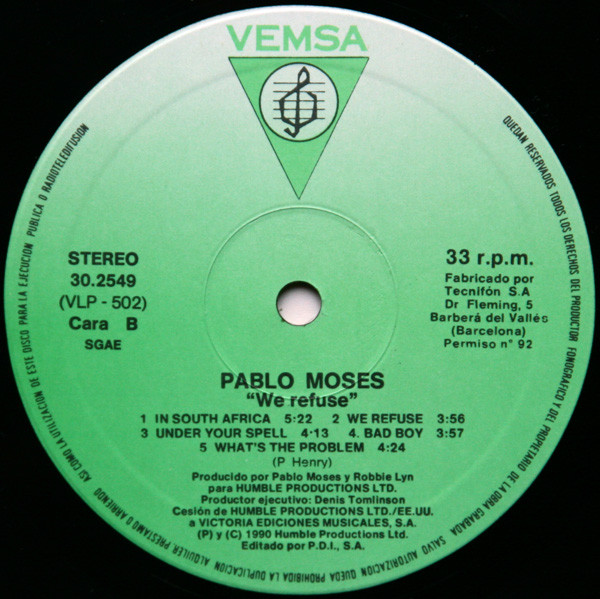 VEMSA
STEREO
30.2549
(VLP - 502)
Cara B
SGAE
33 r.p.m.
Fabricado por
Tecnifón S.A
Dr Fleming, 5
Barberá del Vallés
(Barcelona)
Permiso n° 92
PABLO MOSES
"We refuse"
1 IN SOUTH AFRICA 5:22 2 WE REFUSE 3:56
3 UNDER YOUR SPELL 4:13 4. BAD BOY 3:57
5 WHAT'S THE PROBLEM 4:24
(P Henry)
Producido por Pablo Moses y Robbie Lyn
para HUMBLE PRODUCTIONS LTD.
Productor ejecutivo: Denis Tomlinson
Cesión de HUMBLE PRODUCTIONS LTD./EE.UU.
a VICTORIA EDICIONES MUSICALES, S.A.
(P) y (C) 1990 Humble Productions Ltd.
Editado por P.D.I., S.A.
QUEDAN RESERVADOS TODOS LOS DERECHOS DEL PRODUCTOR FONOGRAFICO Y DEL PROPIETARIO DE LA OBRA GRABADA SALVO AUTORIZACION QUEDA PROHIBIDA LA DUPLICACION ALQUILER PRESTAMO O ARRIENDO ASI COMO LA UTILIZACION DE ESTE DISCO PARA LA EJECUCION PUBLICA O RADIOTELEDIFUSION